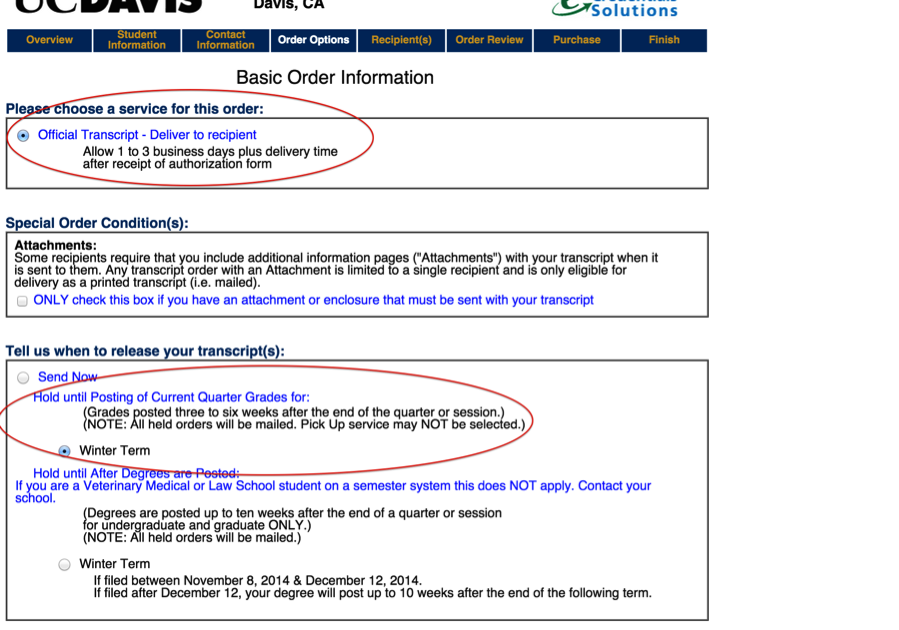 UCDAVIS
Davis, CA
Solutions
Overview
Student
Information
Contact
Information
Order Options
Recipient(s)
Order Review
Purchase
Finish
Basic Order Information
Please choose a service for this order:
Official Transcript - Deliver to recipient
Allow 1 to 3 business days plus delivery time
after receipt of authorization form
Special Order Condition(s):
Attachments:
Some recipients require that you include additional information pages ("Attachments") with your transcript when it
is sent to them. Any transcript order with an Attachment is limited to a single recipient and is only eligible for
delivery as a printed transcript (i.e. mailed).
ONLY check this box if you have an attachment or enclosure that must be sent with your transcript
Tell us when to release your transcript(s):
Send Now
Hold until Posting of Current Quarter Grades for:
(Grades posted three to six weeks after the end of the quarter or session.)
(NOTE: All held orders will be mailed. Pick Up service may NOT be selected.)
Winter Term
Hold until After Degrees are Posted:
If you are a Veterinary Medical or Law School student on a semester system this does NOT apply. Contact your
school.
(Degrees are posted up to ten weeks after the end of a quarter or session
for undergraduate and graduate ONLY.)
(NOTE: All held orders will be mailed.)
Winter Term
If filed between November 8, 2014 & December 12, 2014.
If filed after December 12, your degree will post up to 10 weeks after the end of the following term.